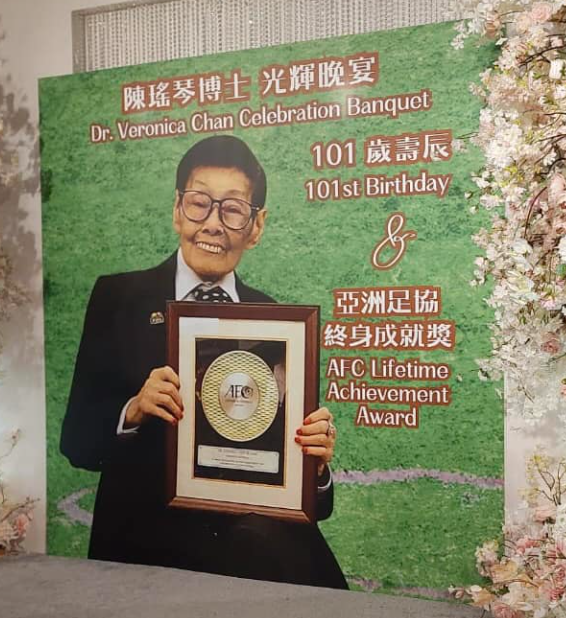 陳瑤琴博士 光輝晚宴
Dr. Veronica Chan Celebration Banquet
101 歲壽辰
101st Birthday
&
亞洲足協
終身成就獎
AFC Lifetime
Achievement
Award
AFC